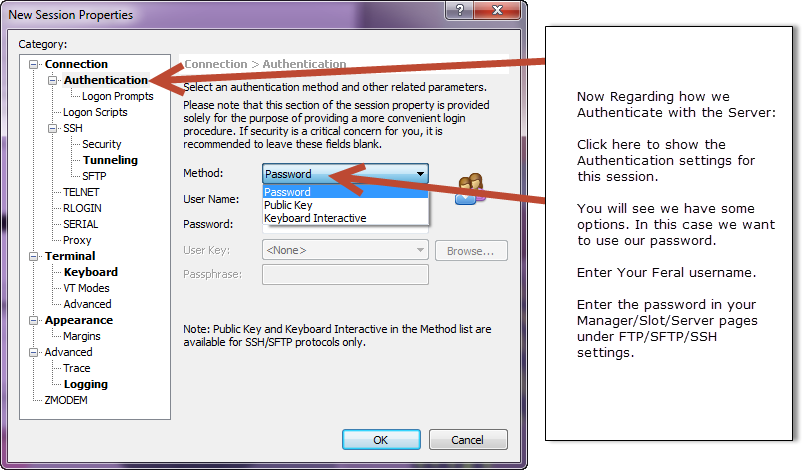 New Session Properties
Category:
Connection
Authentication
Logon Prompts
Logon Scripts
SSH
Security
Tunneling
SFTP
TELNET
RLOGIN
SERIAL
Proxy
Terminal
Keyboard
VT Modes
Advanced
Appearance
Margins
Advanced
Trace
Logging
ZMODEM
Connection > Authentication
Select an authentication method and other related parameters.
Please note that this section of the session property is provided
solely for the purpose of providing a more convenient login
procedure. If security is a critical concern for you, it is
recommended to leave these fields blank.
Method:
Password
Password
Public Key
Keyboard Interactive
User Name:
Password:
User Key:
<None>
Browse...
Passphrase:
Note: Public Key and Keyboard Interactive in the Method list are
available for SSH/SFTP protocols only.
OK
Cancel
Now Regarding how we
Authenticate with the Server:
Click here to show the
Authentication settings for
this session.
You will see we have some
options. In this case we want
to use our password.
Enter Your Feral username.
Enter the password in your
Manager/Slot/Server pages
under FTP/SFTP/SSH
settings.